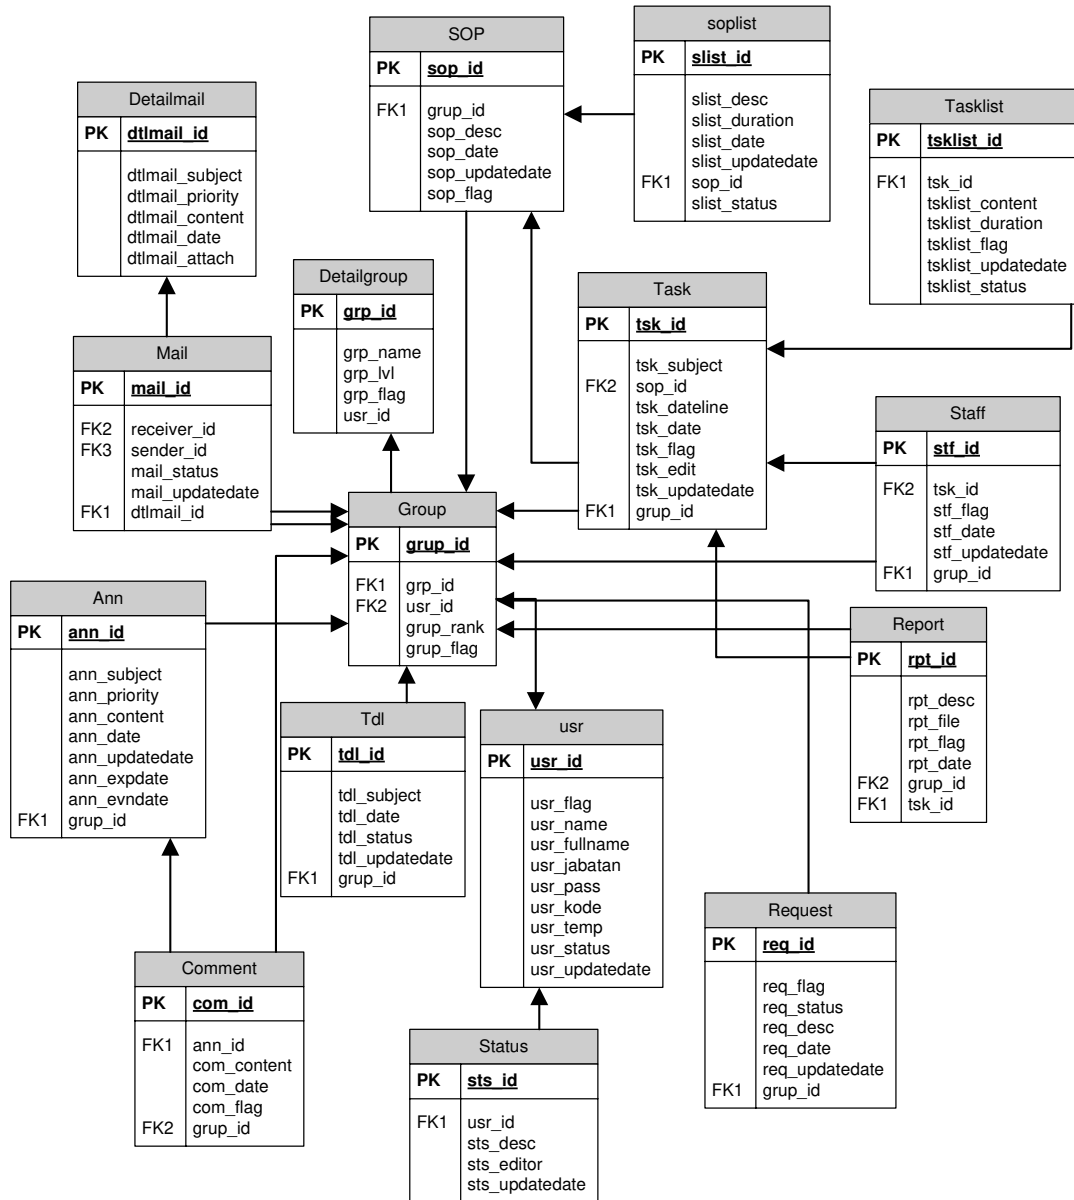 SOP
PK sop_id
FK1 grup_id
sop_desc
sop_date
sop_updatedate
sop_flag
soplist
PK slist_id
slist_desc
slist_duration
slist_date
slist_updatedate
FK1 sop_id
slist_status
Detailmail
PK dtlmail_id
dtlmail_subject
dtlmail_priority
dtlmail_content
dtlmail_date
dtlmail_attach
Tasklist
PK tsklist_id
FK1 tsk_id
tsklist_content
tsklist_duration
tsklist_flag
tsklist_updatedate
tsklist_status
Detailgroup
PK grp_id
grp_name
grp_lvl
grp_flag
usr_id
Task
PK tsk_id
tsk_subject
FK2 sop_id
tsk_dateline
tsk_date
tsk_flag
tsk_edit
tsk_updatedate
FK1 grup_id
Mail
PK mail_id
FK2 receiver_id
FK3 sender_id
mail_status
mail_updatedate
FK1 dtlmail_id
Staff
PK stf_id
FK2 tsk_id
stf_flag
stf_date
stf_updatedate
FK1 grup_id
Group
PK grup_id
FK1 grp_id
FK2 usr_id
grup_rank
grup_flag
Ann
PK ann_id
ann_subject
ann_priority
ann_content
ann_date
ann_updatedate
ann_expdate
ann_evndate
FK1 grup_id
Report
PK rpt_id
rpt_desc
rpt_file
rpt_flag
rpt_date
FK2 grup_id
FK1 tsk_id
Tdl
PK tdl_id
tdl_subject
tdl_date
tdl_status
tdl_updatedate
FK1 grup_id
usr
PK usr_id
usr_flag
usr_name
usr_fullname
usr_jabatan
usr_pass
usr_kode
usr_temp
usr_status
usr_updatedate
Request
PK req_id
req_flag
req_status
req_desc
req_date
req_updatedate
FK1 grup_id
Comment
PK com_id
FK1 ann_id
com_content
com_date
com_flag
FK2 grup_id
Status
PK sts_id
FK1 usr_id
sts_desc
sts_editor
sts_updatedate